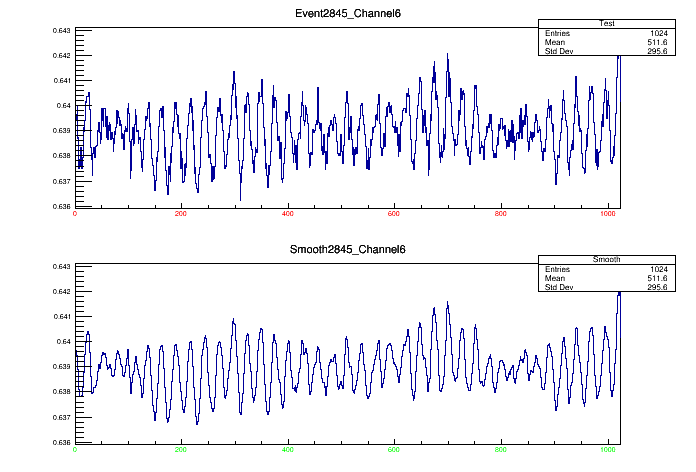 Event2845_Channel6
Test
Entries 1024
Mean 511.6
Std Dev 295.6
0.643
0.642
0.641
0.64
0.639
0.638
0.637
0.636
0 200 400 600 800 1000
Smooth2845_Channel6
Smooth
Entries 1024
Mean 511.6
Std Dev 295.6
0.643
0.642
0.641
0.64
0.639
0.638
0.637
0.636
0 200 400 600 800 1000